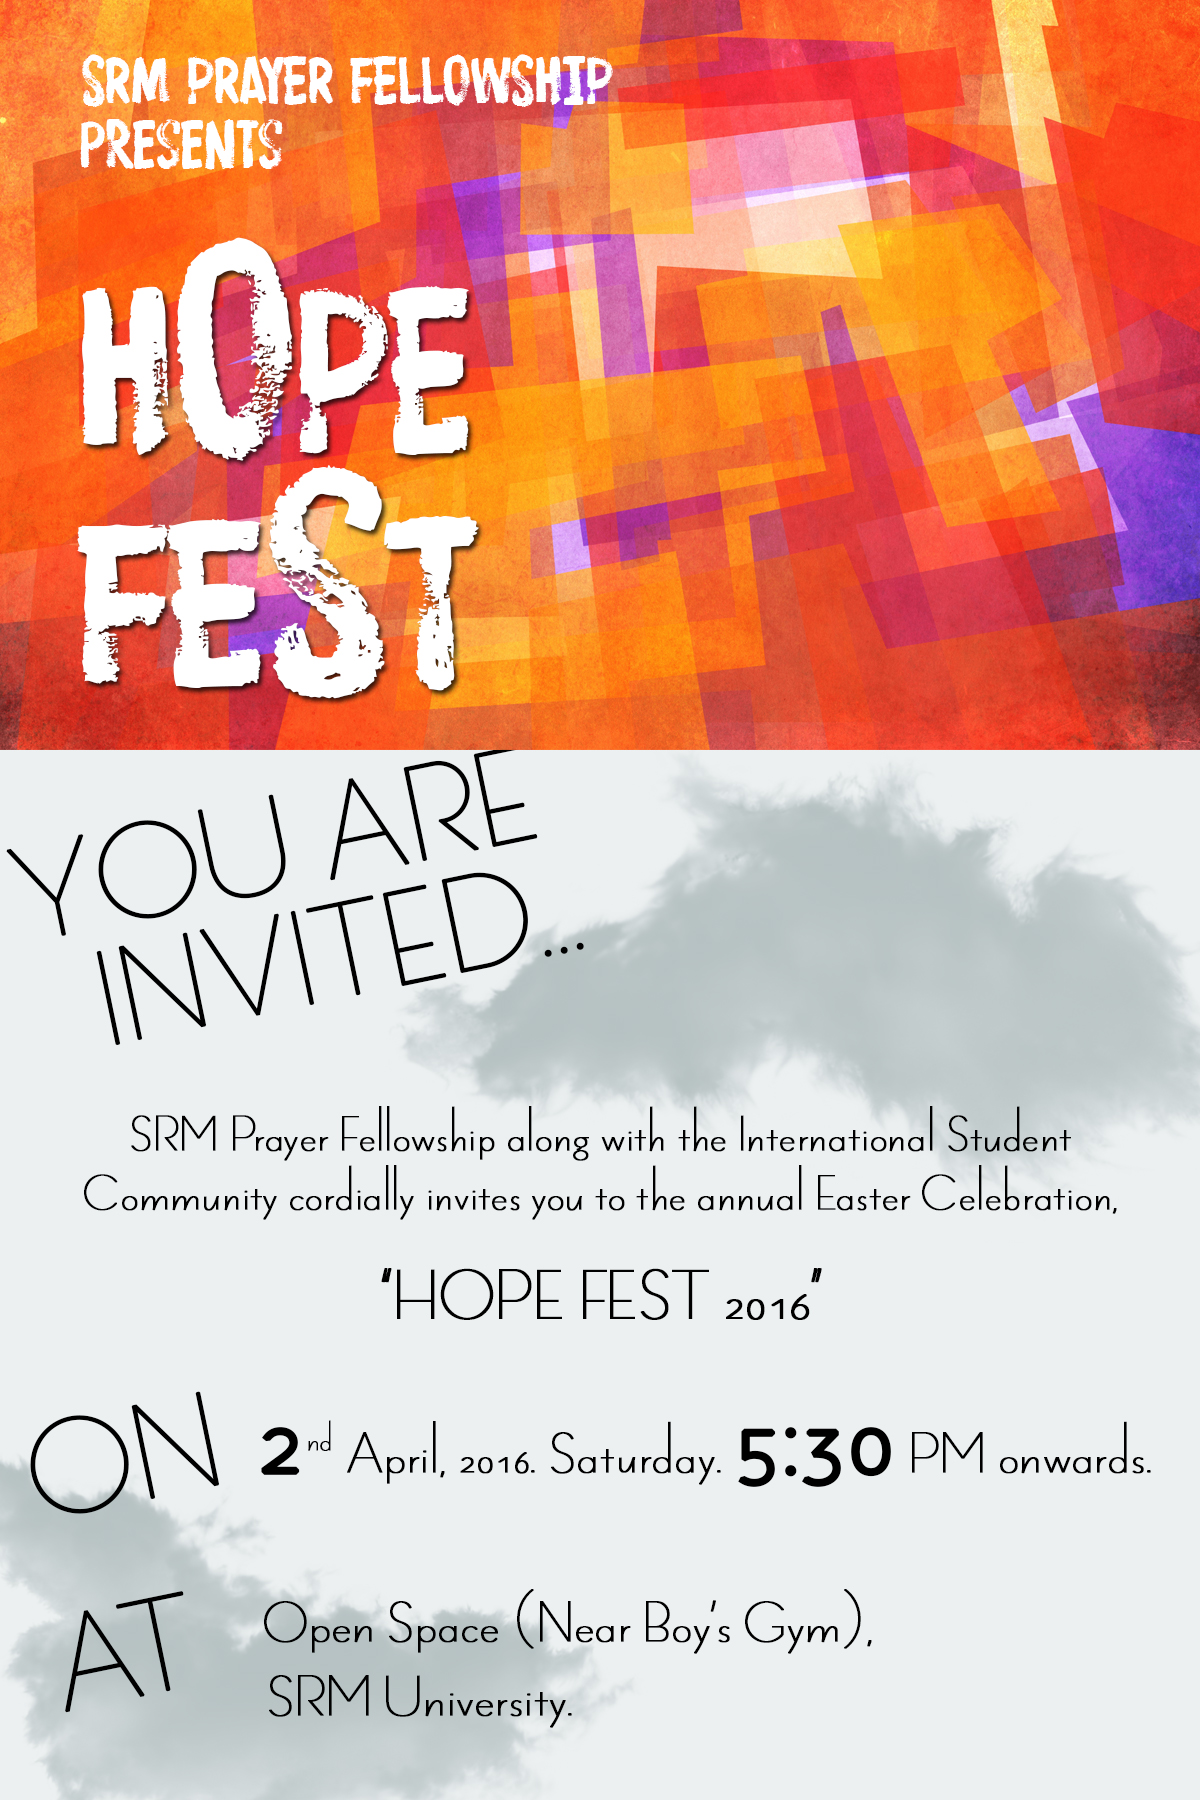 SRM PRAYER FELLOWSHIP
PRESENTS
HOPE
FEST
YOU ARE
INVITED...
SRM Prayer Fellowship along with the International Student
Community cordially invites you to the annual Easter Celebration,
"HOPE FEST 2016"
ON 2nd April, 2016. Saturday. 5:30 PM onwards.
AT Open Space (Near Boy's Gym),
SRM University.